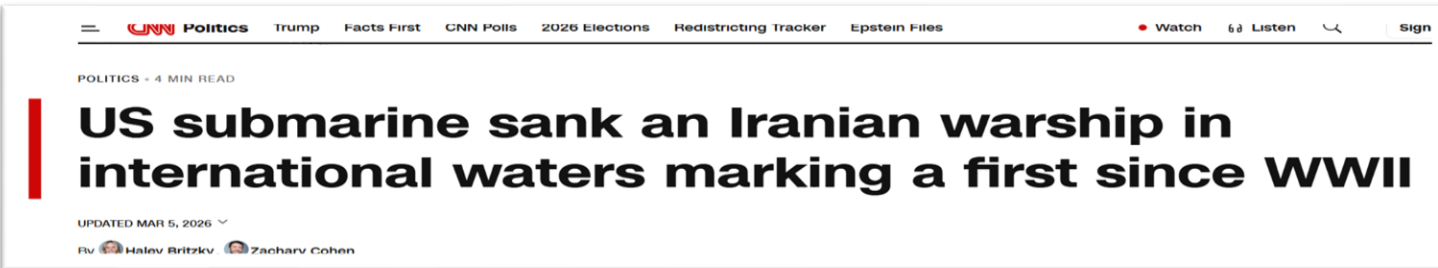 CNN Politics Trump Facts First CNN Polls 2026 Elections Redistricting Tracker Epstein Files Watch Listen Sign
POLITICS • 4 MIN READ
US submarine sank an Iranian warship in
international waters marking a first since WWII
UPDATED MAR 5, 2026
By Haley Britzky, Zachary Cohen